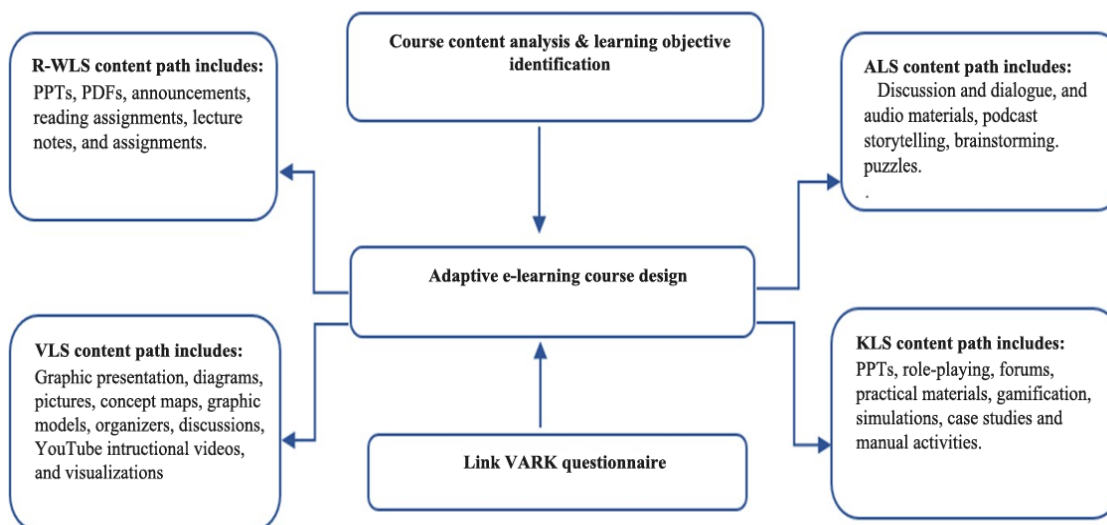 Course content analysis & learning objective
identification
R-WLS content path includes:
PPTs, PDFs, announcements,
reading assignments, lecture
notes, and assignments.
ALS content path includes:
Discussion and dialogue, and
audio materials, podcast
storytelling, brainstorming.
puzzles.
.
Adaptive e-learning course design
VLS content path includes:
Graphic presentation, diagrams,
pictures, concept maps, graphic
models, organizers, discussions,
YouTube intructional videos,
and visualizations
KLS content path includes:
PPTs, role-playing, forums,
practical materials, gamification,
simulations, case studies and
manual activities.
Link VARK questionnaire